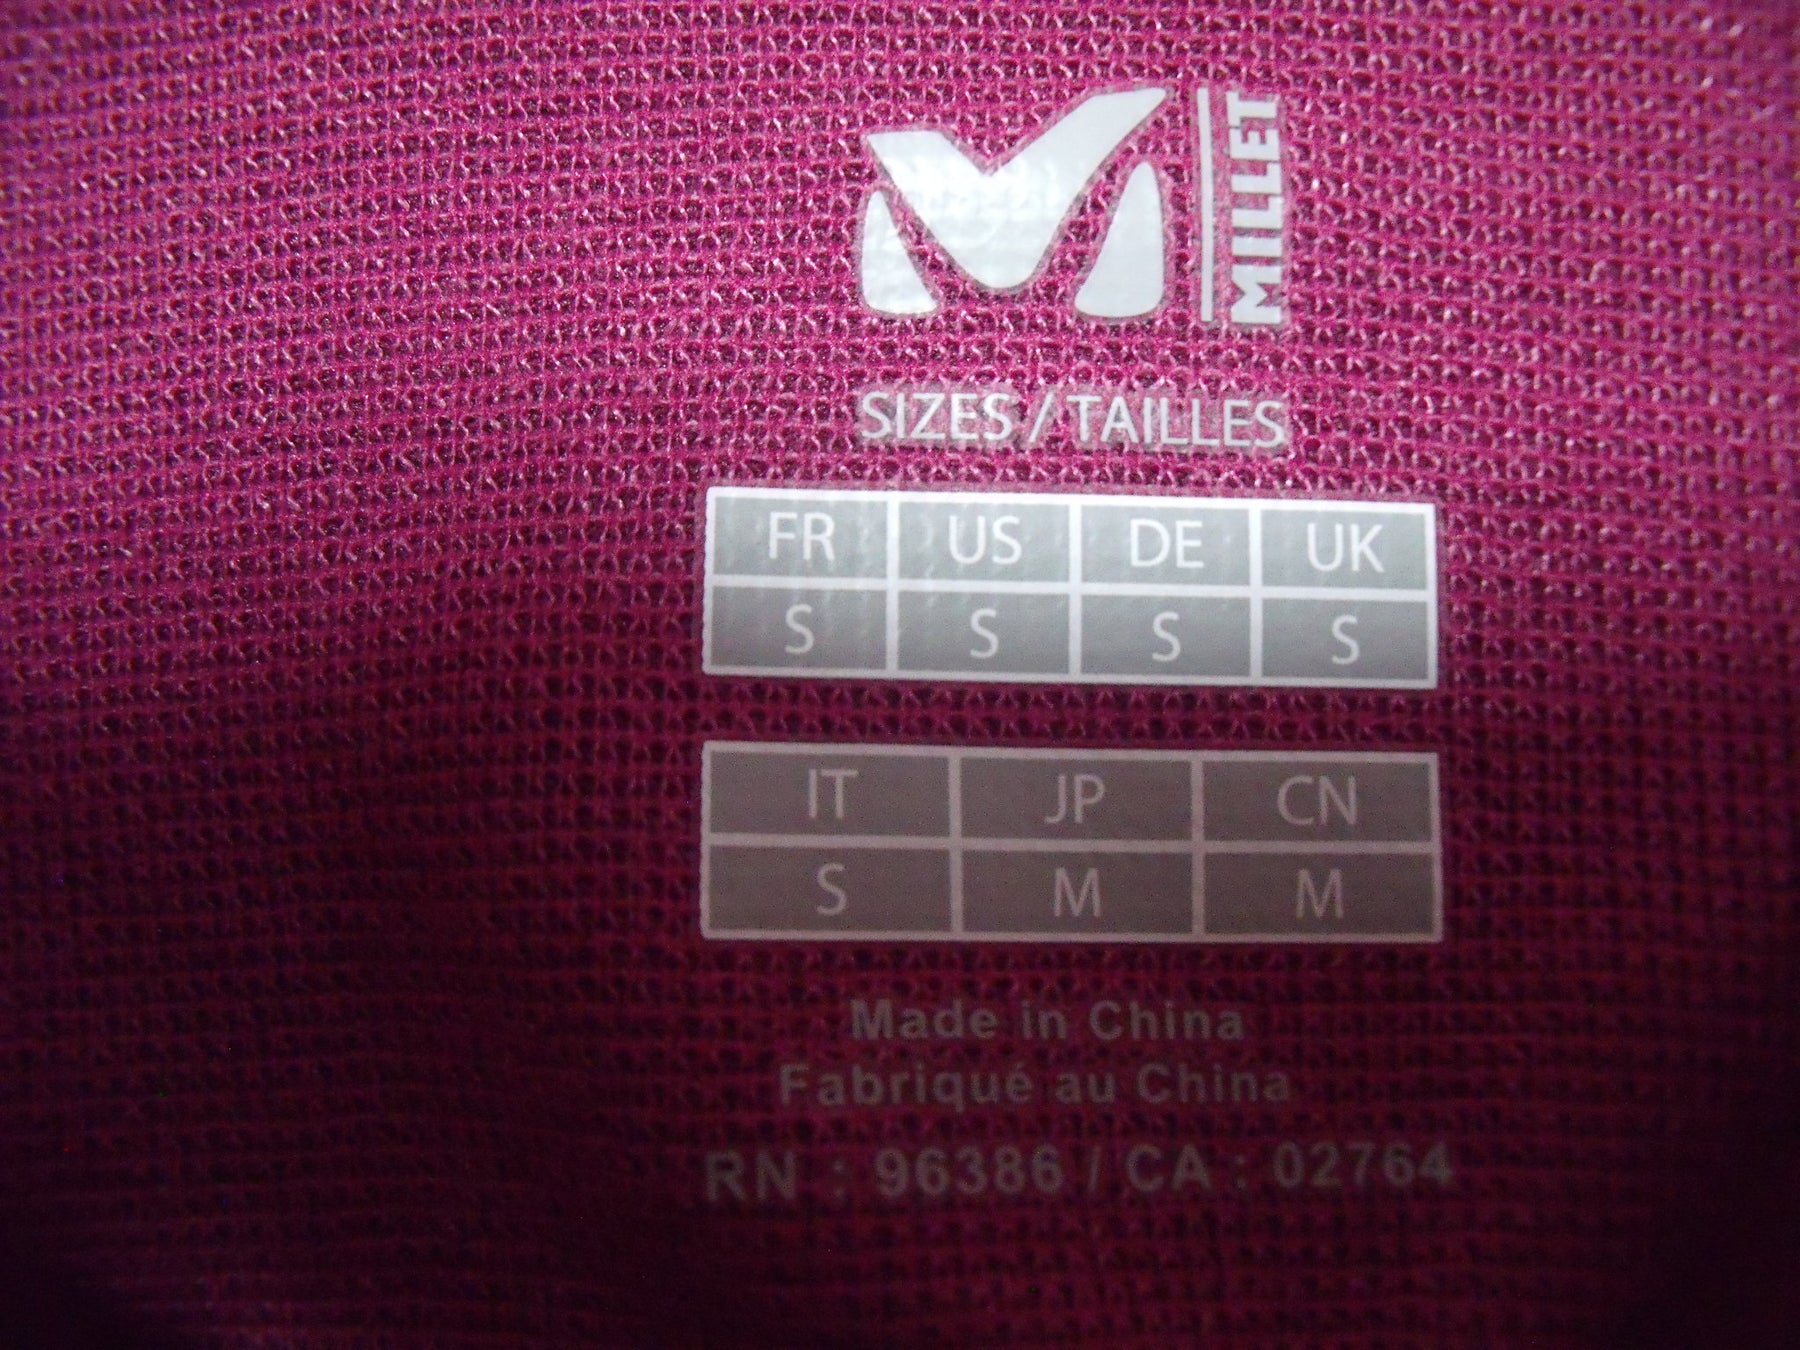 MILLET
SIZES / TAILLES
FR US DE UK
S S S S
IT JP CN
S M M
Made in China
Fabriqué au China
RN : 96386 / CA : 02764